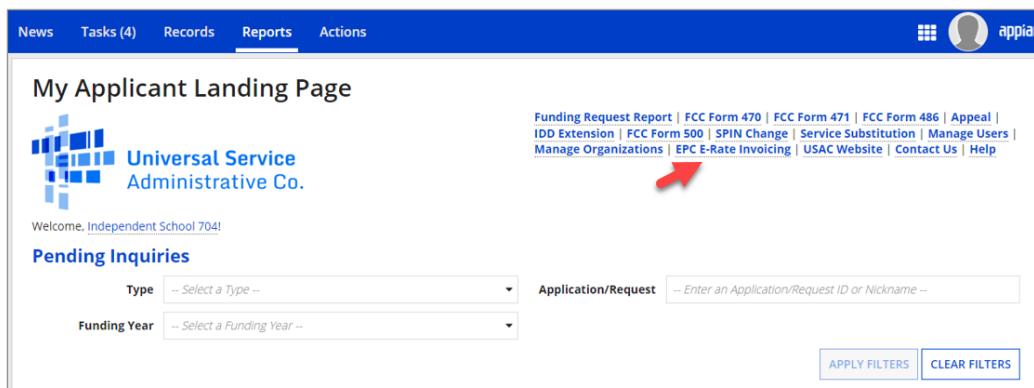 News Tasks (4) Records Reports Actions
My Applicant Landing Page
Universal Service
Administrative Co.
Funding Request Report | FCC Form 470 | FCC Form 471 | FCC Form 486 | Appeal |
IDD Extension | FCC Form 500 | SPIN Change | Service Substitution | Manage Users |
Manage Organizations | EPC E-Rate Invoicing | USAC Website | Contact Us | Help
Welcome, Independent School 704!
Pending Inquiries
Type -- Select a Type -- Application/Request -- Enter an Application/Request ID or Nickname --
Funding Year -- Select a Funding Year --
APPLY FILTERS CLEAR FILTERS